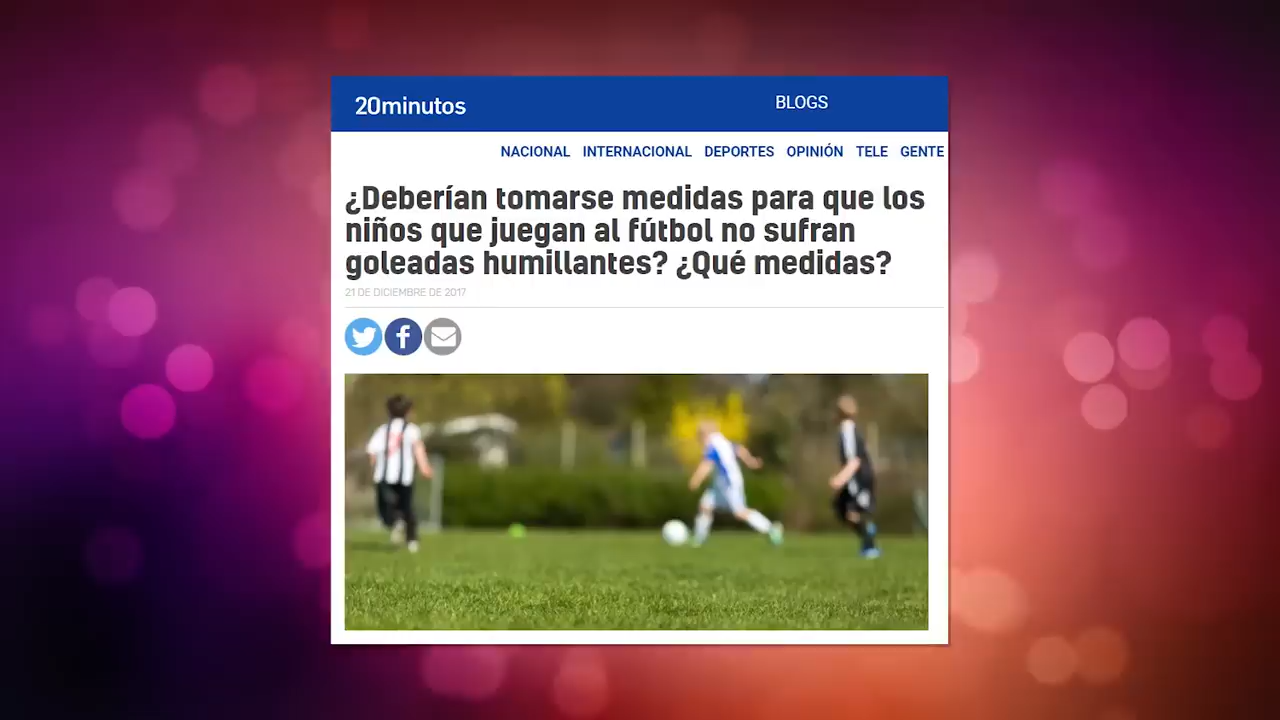 20minutos
BLOGS
NACIONAL INTERNACIONAL DEPORTES OPINIÓN TELE GENTE
¿Deberían tomarse medidas para que los
niños que juegan al fútbol no sufran
goleadas humillantes? ¿Qué medidas?
21 DE DICIEMBRE DE 2017